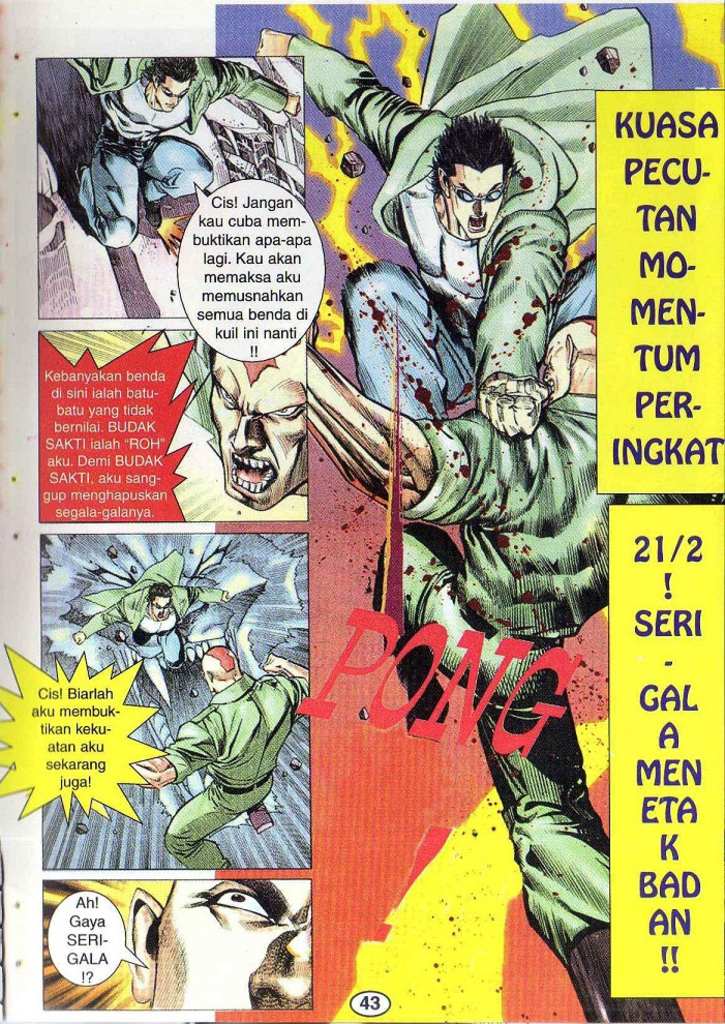 Cis! Jangan
kau cuba mem-
buktikan apa-apa
lagi. Kau akan
memaksa aku
memusnahkan
semua benda di
kuil ini nanti
!!
Kebanyakan benda
di sini ialah batu-
batu yang tidak
bernilai. BUDAK
SAKTI ialah "ROH"
aku. Demi BUDAK
SAKTI, aku sang-
gup menghapuskan
segala-galanya.
Cis! Biarlah
aku membuk-
tikan keku-
atan aku
sekarang
juga!
Ah!
Gaya
SERI-
GALA
!?
PONG
!
KUASA
PECU-
TAN
MO-
MEN-
TUM
PER-
INGKAT
21/2
!
SERI
-
GAL
A
MEN
ETA
K
BAD
AN
!!
43